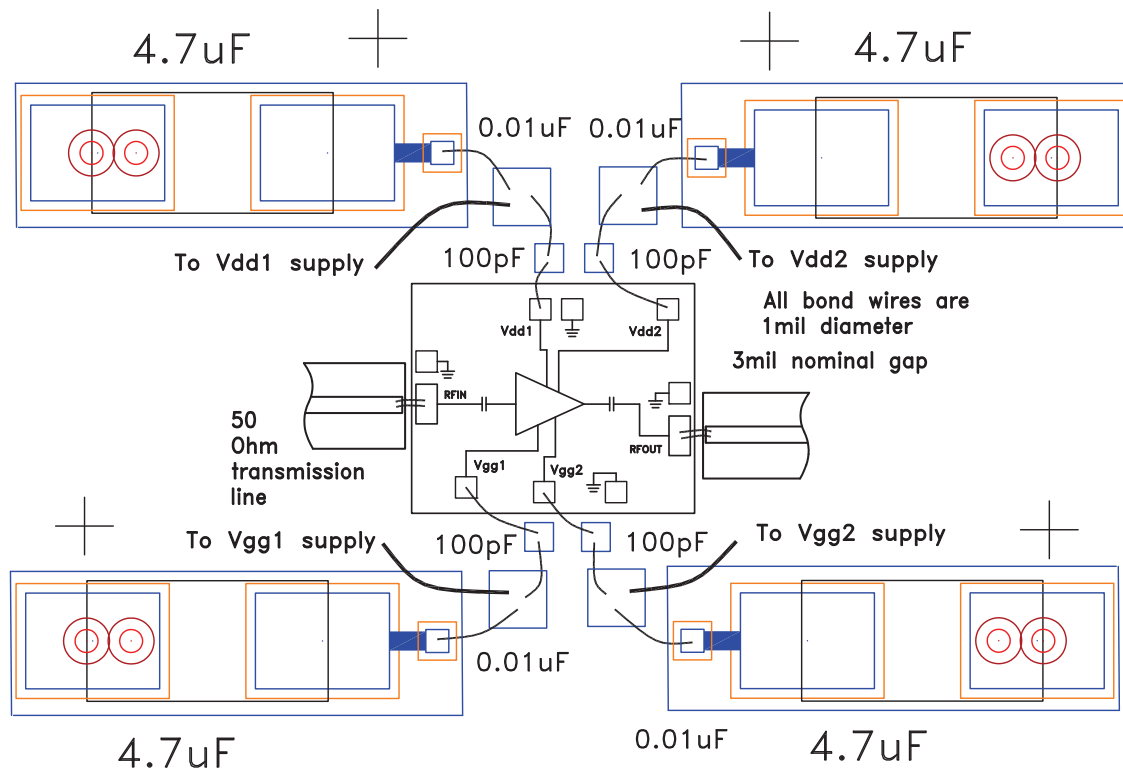 4.7uF
4.7uF
0.01uF
0.01uF
To Vdd1 supply
100pF
100pF
To Vdd2 supply
All bond wires are
1mil diameter
3mil nominal gap
Vdd1
Vdd2
RFIN
50
Ohm
transmission
line
RFOUT
Vgg1
Vgg2
To Vgg1 supply
100pF
100pF
To Vgg2 supply
0.01uF
0.01uF
4.7uF
4.7uF